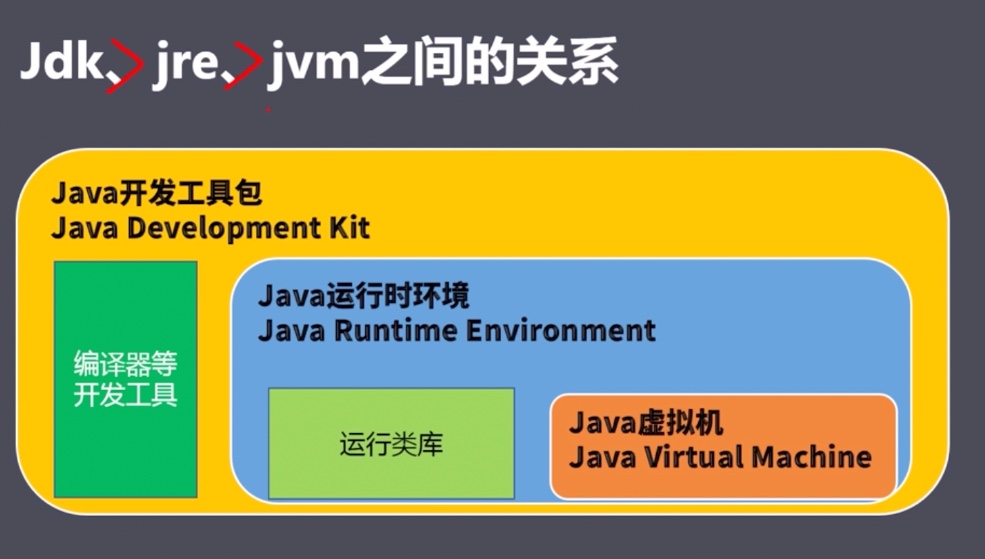 Jdk、jre、jvm之间的关系
Java开发工具包
Java Development Kit
编译器等
开发工具
Java运行时环境
Java Runtime Environment
运行类库
Java虚拟机
Java Virtual Machine